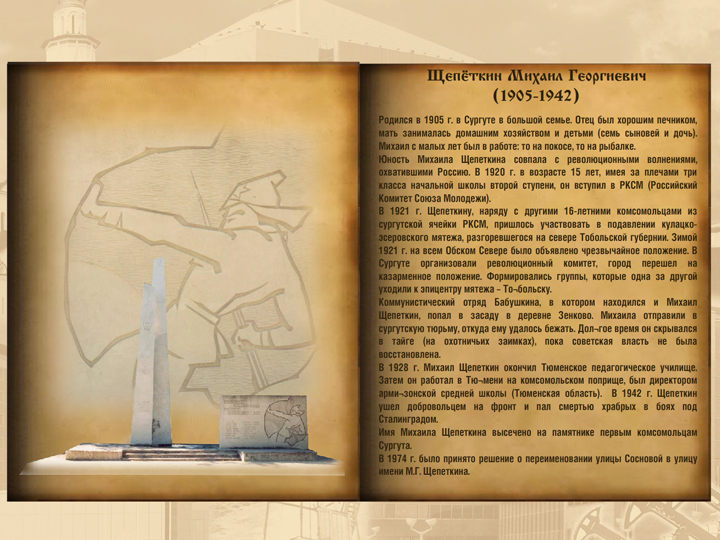 Щепёткин Михаил Георгиевич
(1905-1942)
Родился в 1905 г. в Сургуте в большой семье. Отец был хорошим печником,
мать занималась домашним хозяйством и детьми (семь сыновей и дочь).
Михаил с малых лет был в работе: то на покосе, то на рыбалке.
Юность Михаила Щепеткина совпала с революционными волнениями,
охватившими Россию. В 1920 г. в возрасте 15 лет, имея за плечами три
класса начальной школы второй ступени, он вступил в РКСМ (Российский
Комитет Союза Молодежи).
В 1921 г. Щепеткину, наряду с другими 16-летними комсомольцами из
сургутской ячейки РКСМ, пришлось участвовать в подавлении кулацко-
эсеровского мятежа, разгоревшегося на севере Тобольской губернии. Зимой
1921 г. на всем Обском Севере было объявлено чрезвычайное положение. В
Сургуте организовали революционный комитет, город перешел на
казарменное положение. Формировались группы, которые одна за другой
уходили к эпицентру мятежа – То¬больску.
Коммунистический отряд Бабушкина, в котором находился и Михаил
Щепеткин, попал в засаду в деревне Зенково. Михаила отправили в
сургутскую тюрьму, откуда ему удалось бежать. Дол¬гое время он скрывался
в тайге (на охотничьих заимках), пока советская власть не была
восстановлена.
В 1928 г. Михаил Щепеткин окончил Тюменское педагогическое училище.
Затем он работал в Тю¬мени на комсомольском поприще, был директором
арми¬зонской средней школы (Тюменская область). В 1942 г. Щепеткин
ушел добровольцем на фронт и пал смертью храбрых в боях под
Сталинградом.
Имя Михаила Щепеткина высечено на памятнике первым комсомольцам
Сургута.
В 1974 г. было принято решение о переименовании улицы Сосновой в улицу
имени М.Г. Щепеткина.